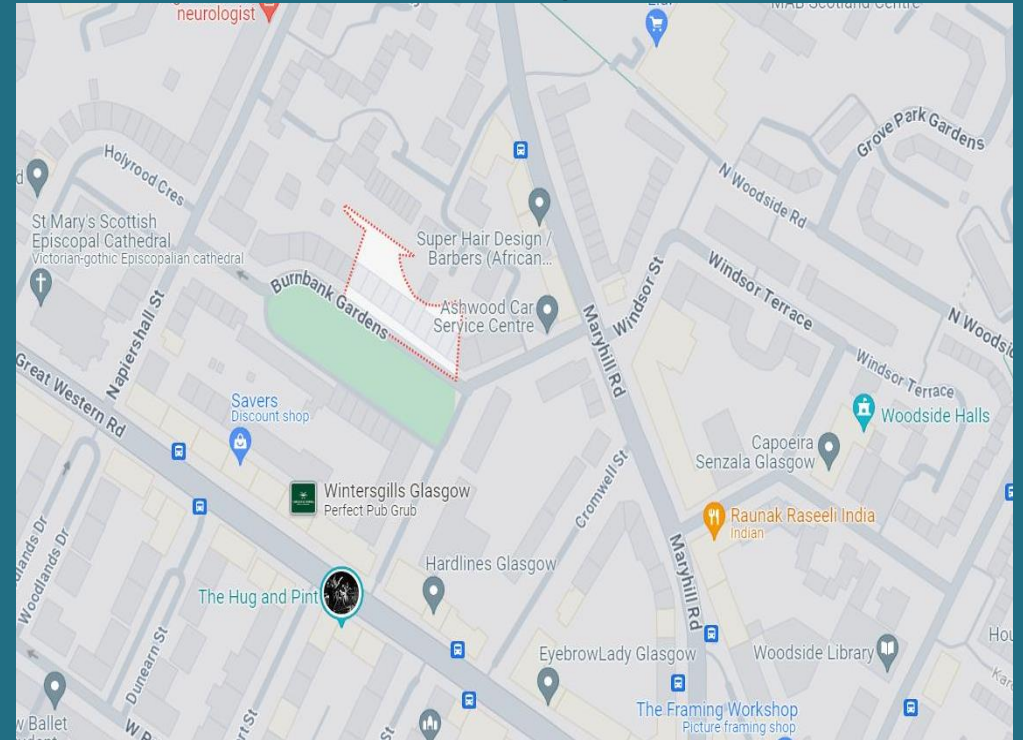 neurologist
MAB Scotland Centre
Grove Park Gardens
Holyrood Cres
N Woodside Rd
St Mary's Scottish
Episcopal Cathedral
Victorian-gothic Episcopalian cathedral
Super Hair Design /
Barbers (African...
Burnbank Gardens
Ashwood Car
Service Centre
Windsor St
Windsor Terrace
Maryhill Rd
Napiershall St
Great Western Rd
Windsor Terrace
Savers
Discount shop
Woodside Halls
Capoeira
Senzala Glasgow
Cromwell St
Wintersgills Glasgow
Perfect Pub Grub
Raunak Raseeli India
Indian
Woodlands Dr
Hardlines Glasgow
Maryhill Rd
The Hug and Pint
Dunearn St
EyebrowLady Glasgow
Woodside Library
The Framing Workshop
Picture framing shop
Ballet